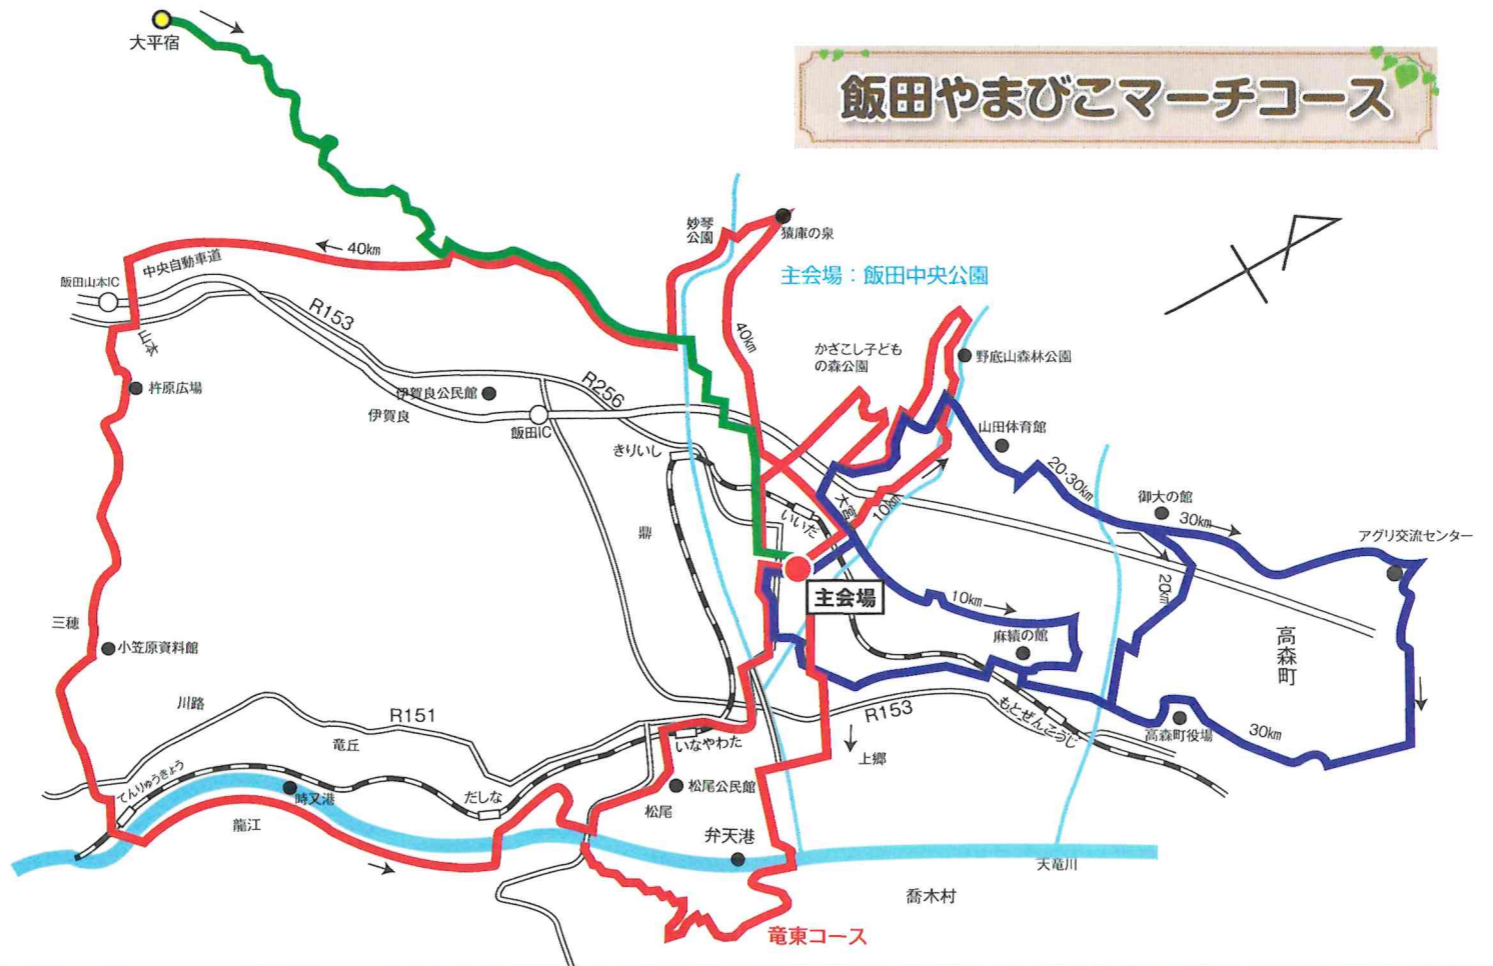 大平宿
飯田やまびこマーチコース
妙琴
公園
猿庫の泉
主会場：飯田中央公園
40km
中央自動車道
飯田山本IC
山本
R153
杵原広場
伊賀良公民館
伊賀良
飯田IC
R256
きりいし
40km
かざこし子ども
の森公園
野底山森林公園
山田体育館
20・30km
御大の館
30km
アグリ交流センター
いいだ
大宮
10km
鼎
20km
主会場
10km
麻績の館
高森町
三穂
小笠原資料館
川路
R151
竜丘
R153
もとぜんこうじ
高森町役場
30km
いなやわた
上郷
てんりゅうきょう
時又港
だしな
松尾公民館
松尾
龍江
弁天港
天竜川
喬木村
竜東コース